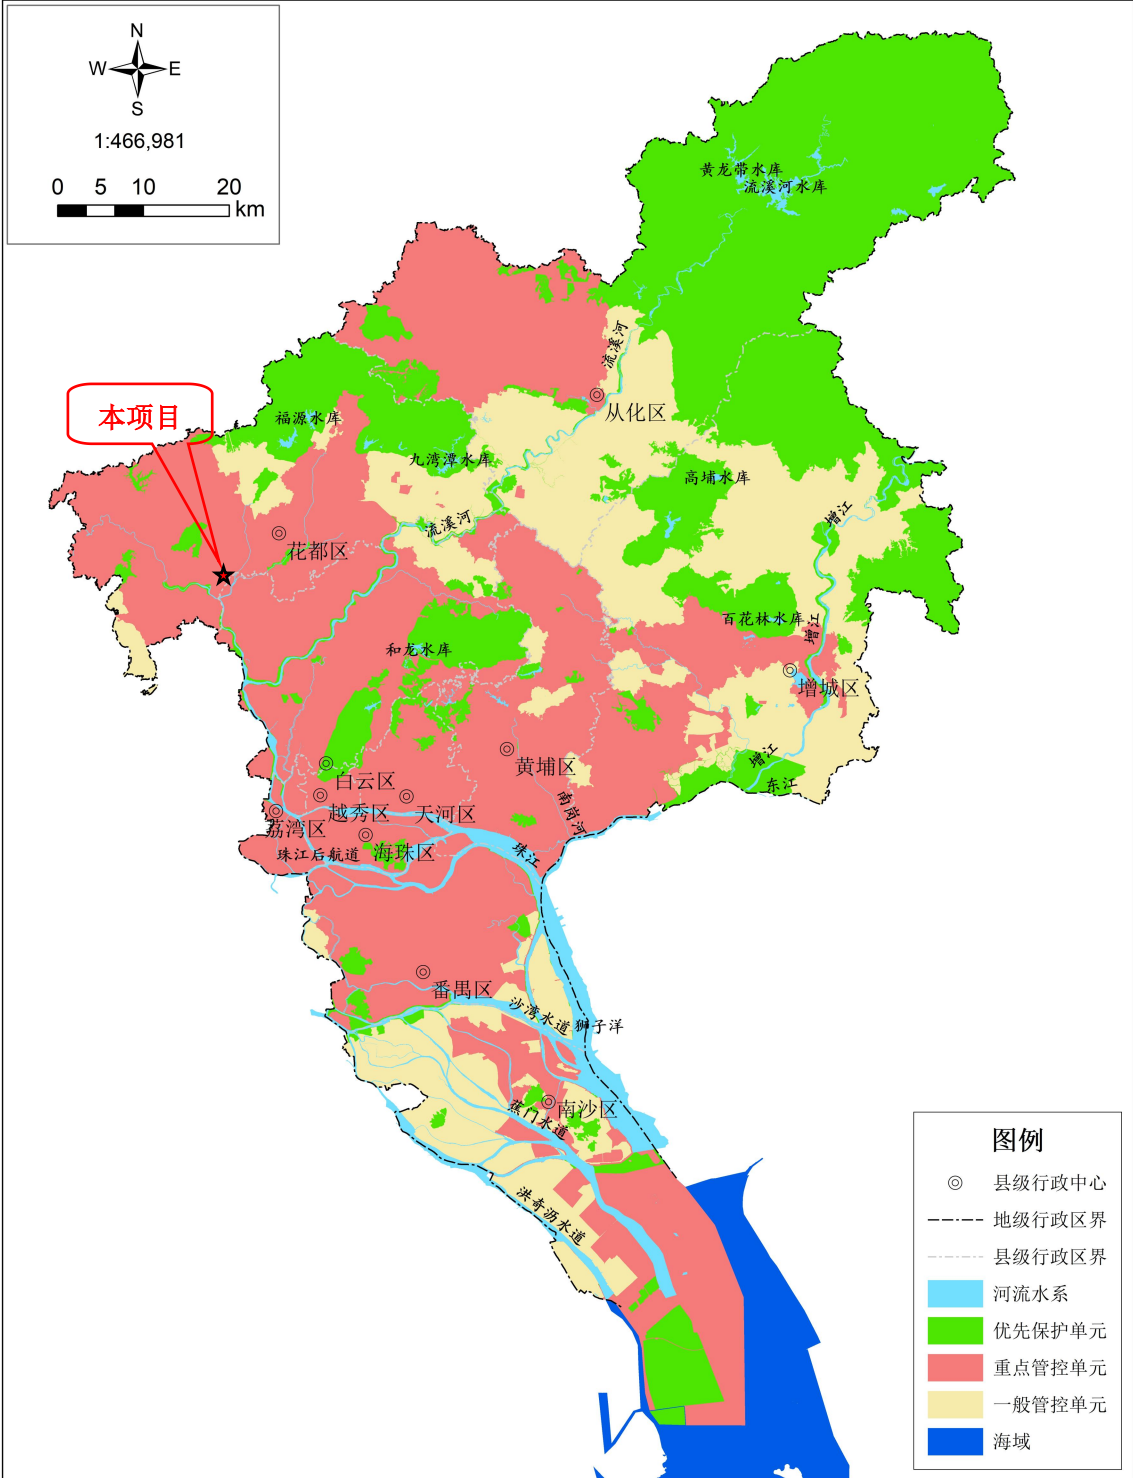 N
W E
S
1:466,981
0 5 10 20
km
黄龙带水库
流溪河水库
流溪河
从化区
本项目
福源水库
九湾潭水库
高埔水库
增江
流溪河
花都区
百花林水库
增江
和龙水库
增城区
黄埔区
增江
东江
白云区
越秀区
天河区
南岗河
荔湾区
海珠区
珠江
珠江后航道
番禺区
沙湾水道
狮子洋
南沙区
蕉门水道
洪奇沥水道
图例
县级行政中心
地级行政区界
县级行政区界
河流水系
优先保护单元
重点管控单元
一般管控单元
海域